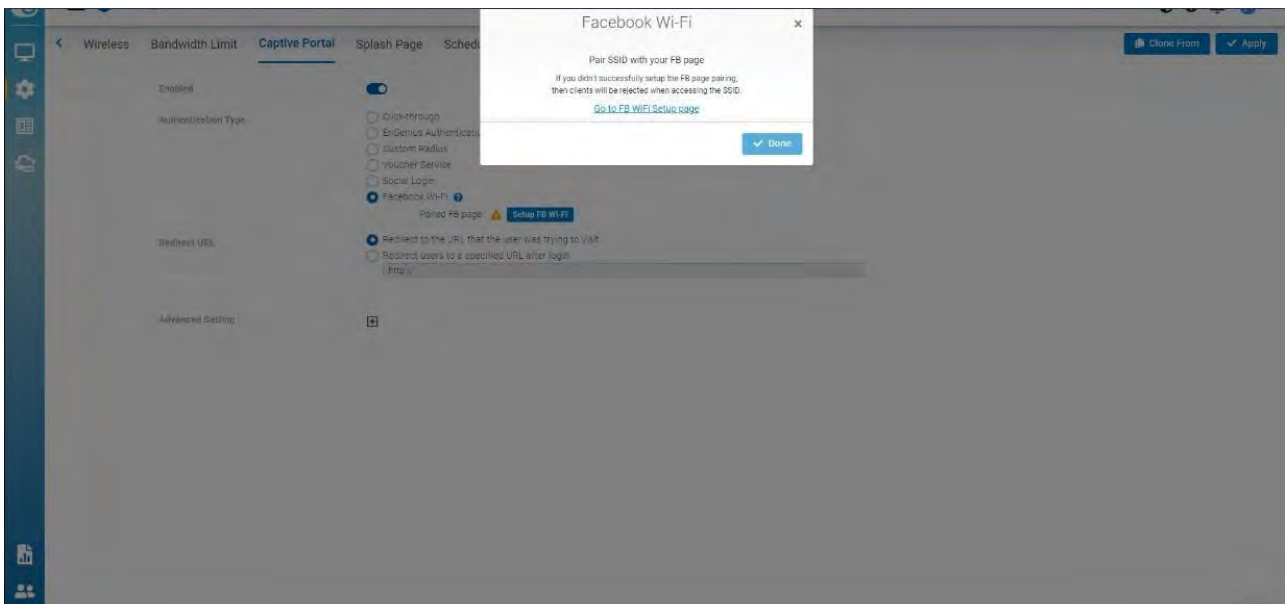 Facebook Wi-Fi
Pair SSID with your FB page
If you didn't successfully setup the FB page pairing,
then clients will be rejected when accessing the SSID.
Go to FB WiFi Setup page
Done
Wireless Bandwidth Limit Captive Portal Splash Page Schedu
Clone From Apply
Enabled
Authentication Type
Click-through
EnGenius Authenticatio
Custom Radius
Voucher Service
Social Login
Facebook Wi-Fi
Paired FB page Setup FB Wi-Fi
Redirect URL
Redirect to the URL that the user was trying to visit
Redirect users to a specified URL after login
http://
Advanced Setting